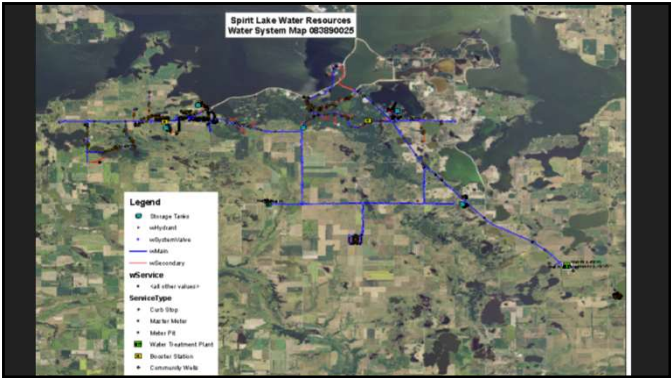 Spirit Lake Water Resources
Water System Map 083890025
Legend
Storage Tanks
wHydrant
wSystemValve
wMain
wSecondary
wService
<all other values>
ServiceType
Curb Stop
Master Meter
Meter Pit
Water Treatment Plant
Booster Station
Community Wells